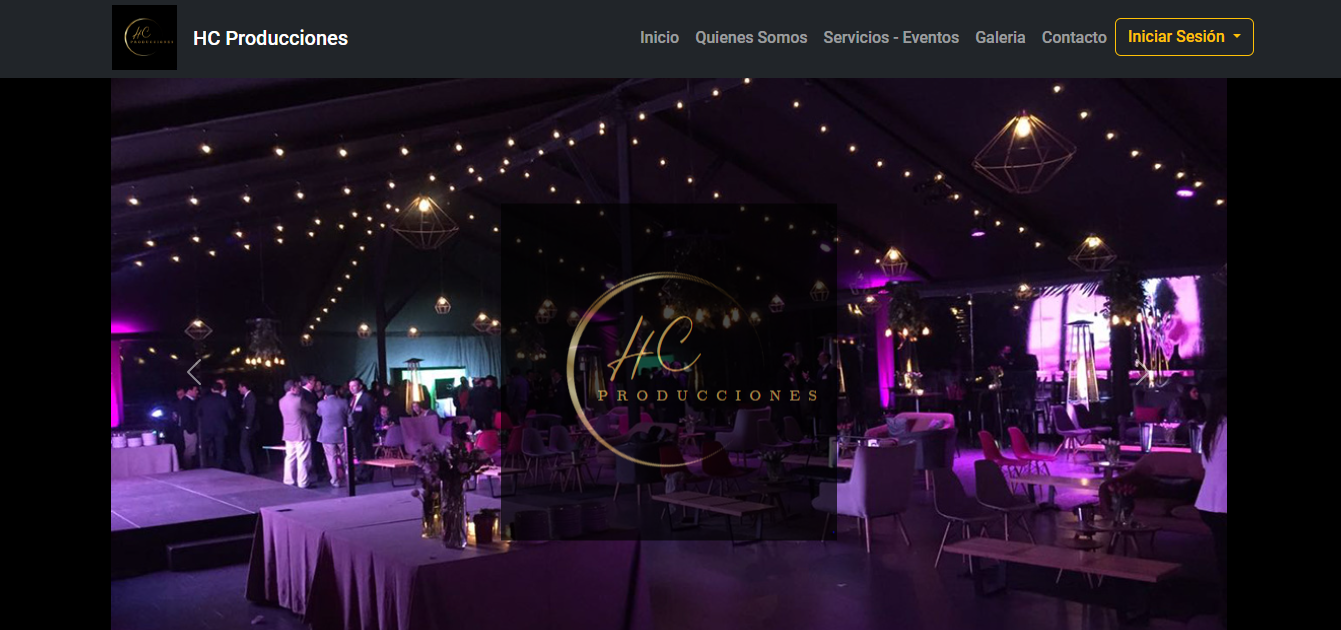 HC PRODUCCIONES
HC Producciones
Inicio
Quienes Somos
Servicios - Eventos
Galeria
Contacto
Iniciar Sesión
HC
PRODUCCIONES